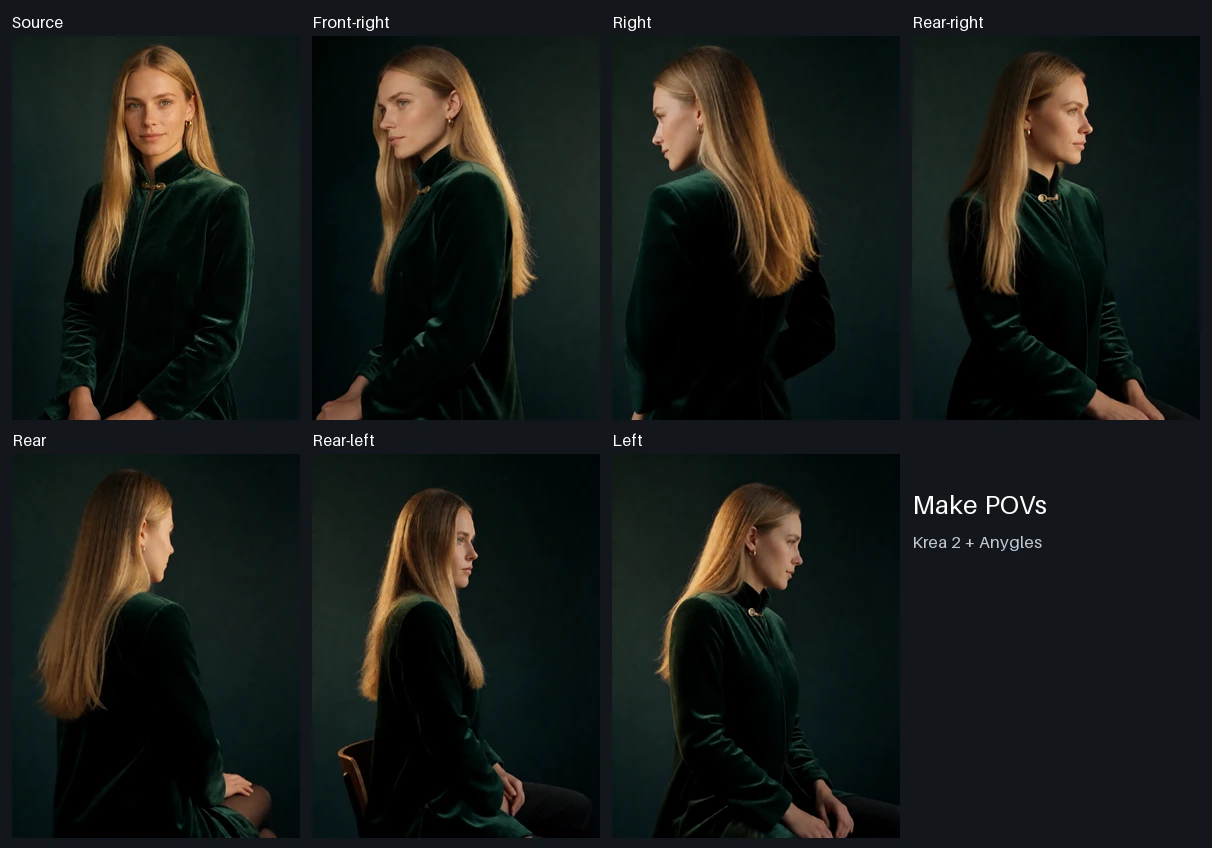 Source
Front-right
Right
Rear-right
Rear
Rear-left
Left
Make POVs
Krea 2 + Anygles